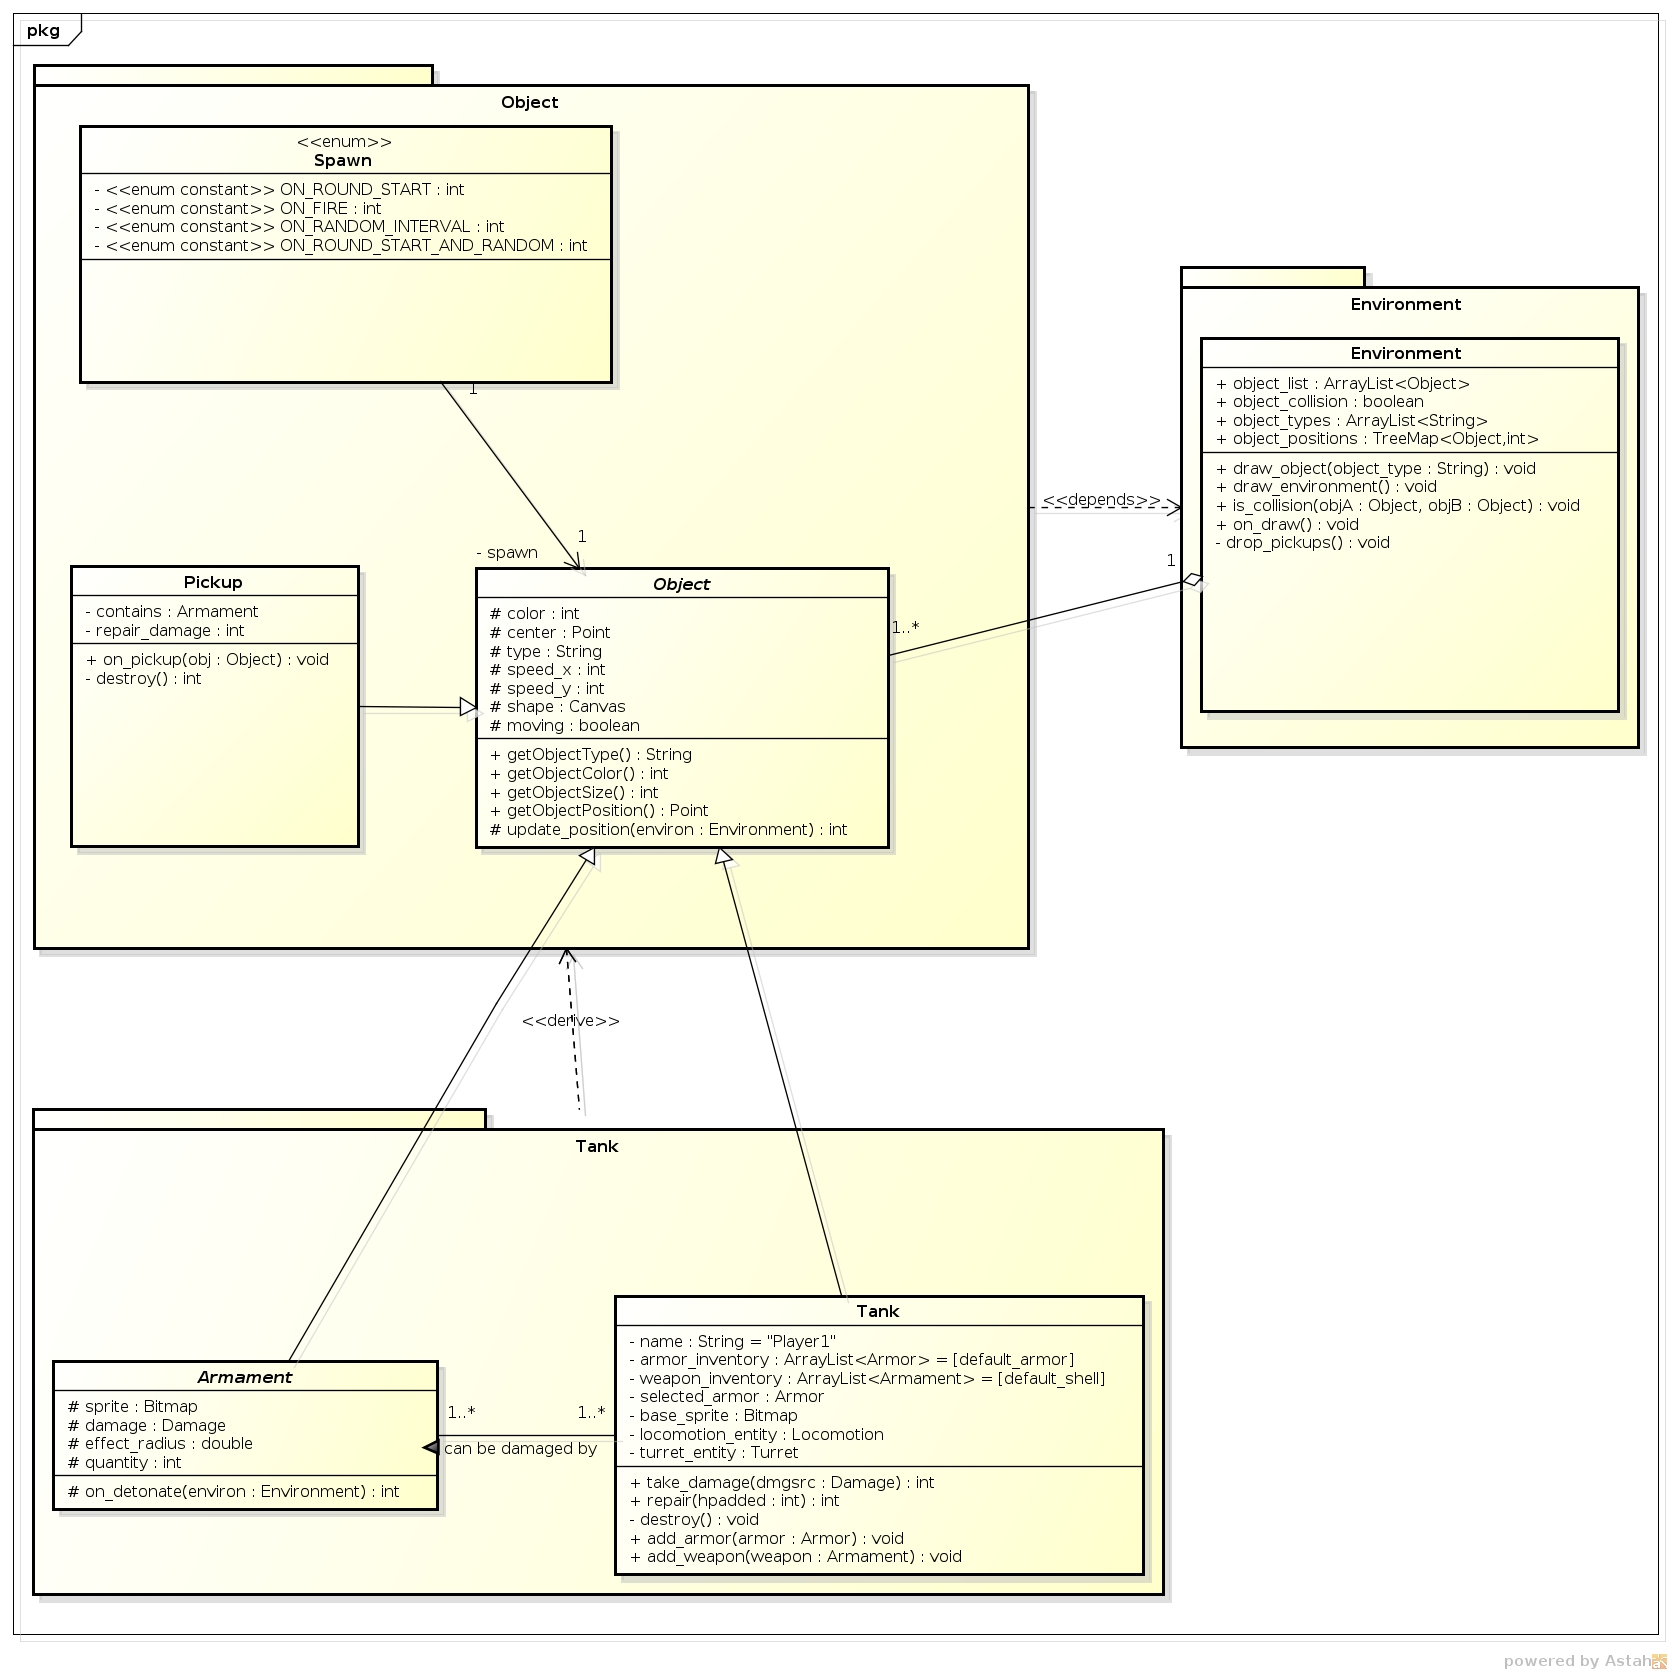 pkg
Object
<<enum>>
Spawn
- <<enum constant>> ON_ROUND_START : int
- <<enum constant>> ON_FIRE : int
- <<enum constant>> ON_RANDOM_INTERVAL : int
- <<enum constant>> ON_ROUND_START_AND_RANDOM : int
1
1
- spawn
Pickup
- contains : Armament
- repair_damage : int
+ on_pickup(obj : Object) : void
- destroy() : int
Object
# color : int
# center : Point
# type : String
# speed_x : int
# speed_y : int
# shape : Canvas
# moving : boolean
+ getObjectType() : String
+ getObjectColor() : int
+ getObjectSize() : int
+ getObjectPosition() : Point
# update_position(environ : Environment) : int
<<depends>>
1
1..*
Environment
Environment
+ object_list : ArrayList<Object>
+ object_collision : boolean
+ object_types : ArrayList<String>
+ object_positions : TreeMap<Object,int>
+ draw_object(object_type : String) : void
+ draw_environment() : void
+ is_collision(objA : Object, objB : Object) : void
+ on_draw() : void
- drop_pickups() : void
<<derive>>
Tank
Armament
# sprite : Bitmap
# damage : Damage
# effect_radius : double
# quantity : int
# on_detonate(environ : Environment) : int
1..*
1..*
can be damaged by
Tank
- name : String = "Player1"
- armor_inventory : ArrayList<Armor> = [default_armor]
- weapon_inventory : ArrayList<Armament> = [default_shell]
- selected_armor : Armor
- base_sprite : Bitmap
- locomotion_entity : Locomotion
- turret_entity : Turret
+ take_damage(dmgsrc : Damage) : int
+ repair(hpadded : int) : int
- destroy() : void
+ add_armor(armor : Armor) : void
+ add_weapon(weapon : Armament) : void
powered by Astah